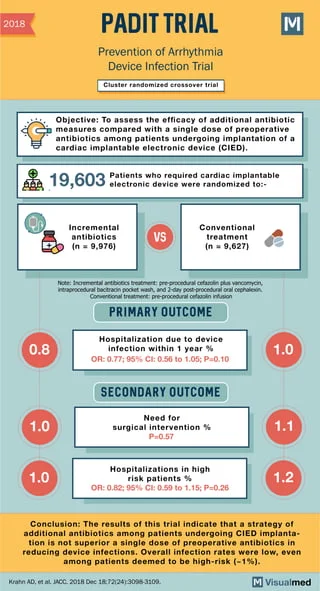 2018
PADIT TRIAL
M
Prevention of Arrhythmia
Device Infection Trial
Cluster randomized crossover trial
Objective: To assess the efficacy of additional antibiotic
measures compared with a single dose of preoperative
antibiotics among patients undergoing implantation of a
cardiac implantable electronic device (CIED).
19,603
Patients who required cardiac implantable
electronic device were randomized to:-
Incremental
antibiotics
(n = 9,976)
VS
Conventional
treatment
(n = 9,627)
Note: Incremental antibiotics treatment: pre-procedural cefazolin plus vancomycin,
intraprocedural bacitracin pocket wash, and 2-day post-procedural oral cephalexin.
Conventional treatment: pre-procedural cefazolin infusion
PRIMARY OUTCOME
0.8
Hospitalization due to device
infection within 1 year %
OR: 0.77; 95% CI: 0.56 to 1.05; P=0.10
1.0
SECONDARY OUTCOME
1.0
Need for
surgical intervention %
P=0.57
1.1
1.0
Hospitalizations in high
risk patients %
OR: 0.82; 95% CI: 0.59 to 1.15; P=0.26
1.2
Conclusion: The results of this trial indicate that a strategy of
additional antibiotics among patients undergoing CIED implanta-
tion is not superior a single dose of preoperative antibiotics in
reducing device infections. Overall infection rates were low, even
among patients deemed to be high-risk (~1%).
Krahn AD, et al. JACC. 2018 Dec 18;72(24):3098-3109.
M Visualmed